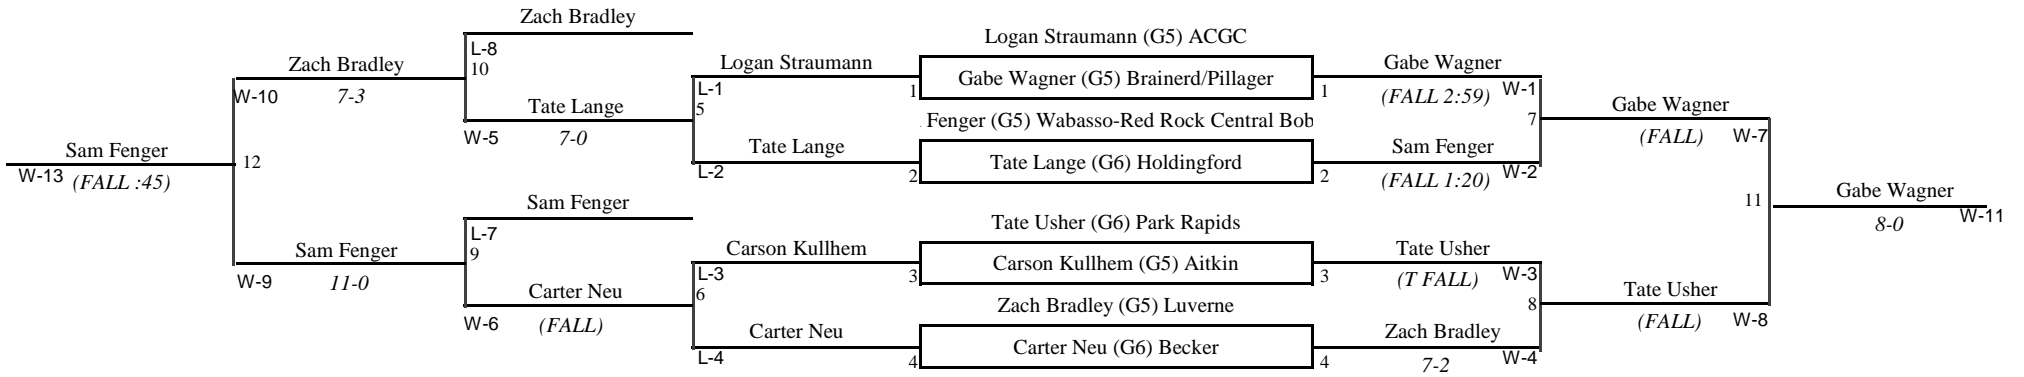 Zach Bradley
Logan Straumann (G5) ACGC
L-8
10
Zach Bradley
Logan Straumann
Gabe Wagner (G5) Brainerd/Pillager
Gabe Wagner
L-1
1
1
(FALL 2:59) W-1
W-10 7-3
Tate Lange
5
Gabe Wagner
Fenger (G5) Wabasso-Red Rock Central Bob
7
W-5 7-0
(FALL) W-7
Sam Fenger
12
Tate Lange
Tate Lange (G6) Holdingford
Sam Fenger
W-13 (FALL :45)
L-2
2
2
(FALL 1:20) W-2
Gabe Wagner
Sam Fenger
11
8-0 W-11
L-7
9
Tate Usher (G6) Park Rapids
Sam Fenger
Carson Kullhem
Carson Kullhem (G5) Aitkin
Tate Usher
W-9 11-0
L-3
3
3
(T FALL) W-3
Carter Neu
6
Tate Usher
Zach Bradley (G5) Luverne
8
W-6 (FALL)
(FALL) W-8
Carter Neu
Carter Neu (G6) Becker
Zach Bradley
L-4
4
4
7-2 W-4